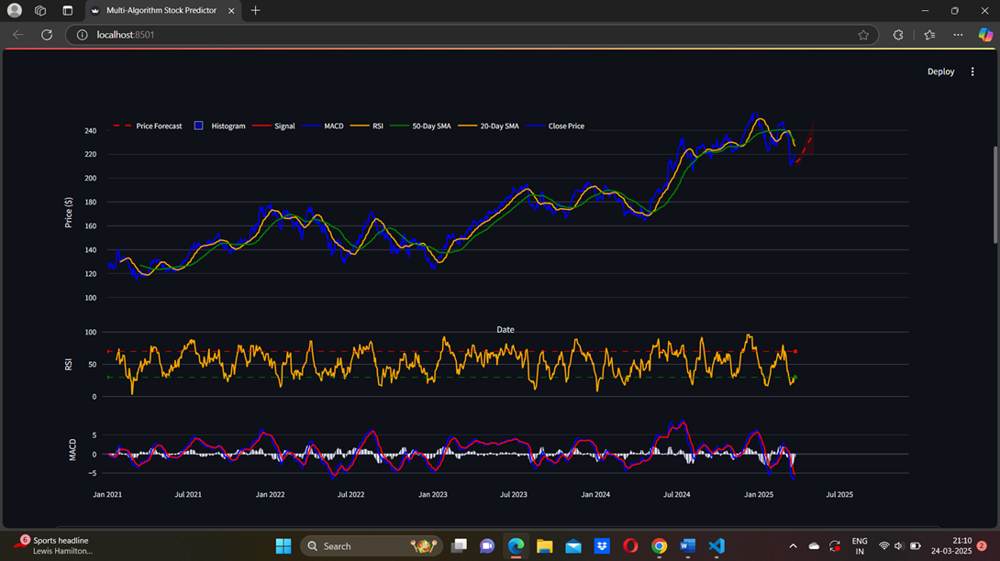 Multi-Algorithm Stock Predictor
localhost:8501
Deploy
Price Forecast Histogram Signal MACD RSI 50-Day SMA 20-Day SMA Close Price
240
220
200
180
160
140
120
100
Price ($)
Date
100
50
0
RSI
5
0
−5
MACD
Jan 2021 Jul 2021 Jan 2022 Jul 2022 Jan 2023 Jul 2023 Jan 2024 Jul 2024 Jan 2025 Jul 2025
6
Sports headline
Lewis Hamilton...
Search
ENG
IN
21:10
24-03-2025
2